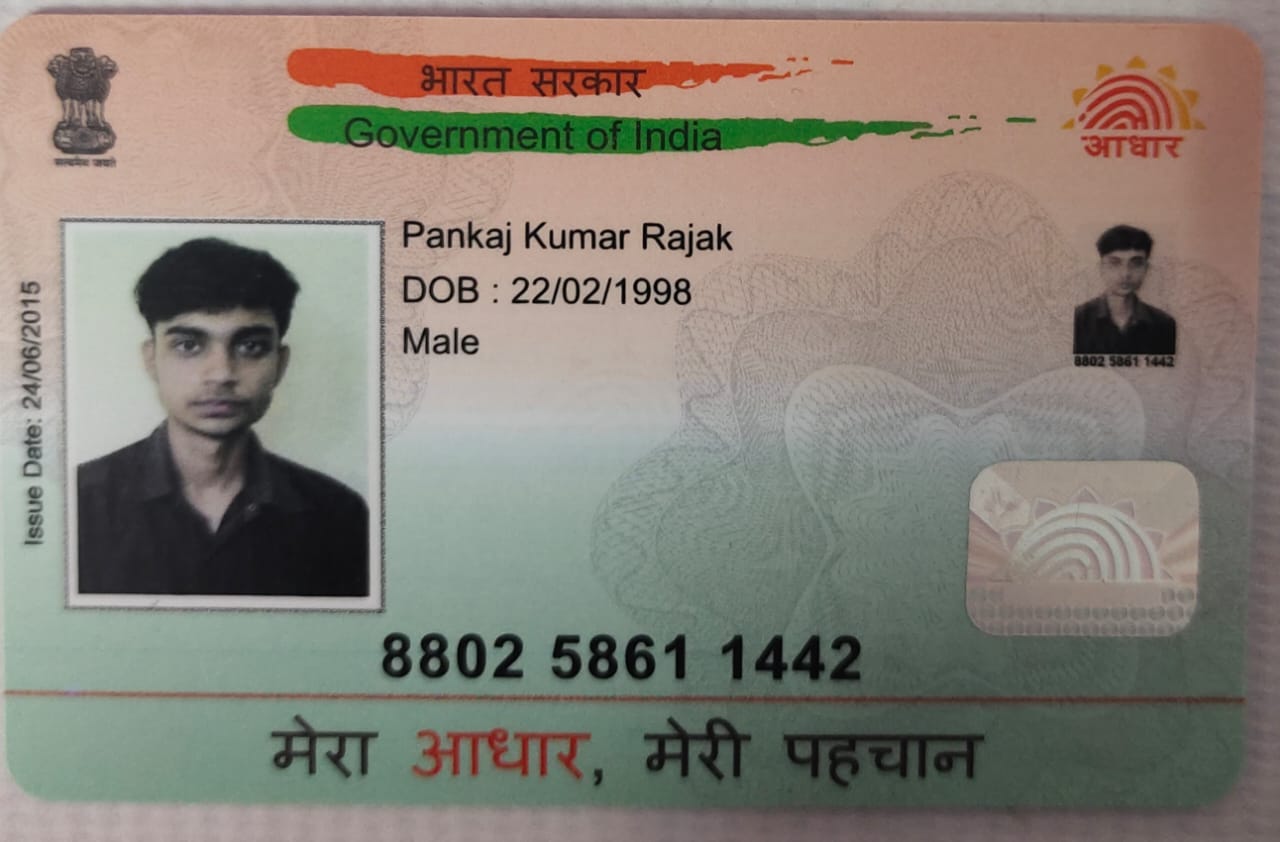 भारत सरकार
Government of India
सत्यमेव जयते
आधार
Pankaj Kumar Rajak
DOB : 22/02/1998
Male
Issue Date: 24/06/2015
8802 5861 1442
8802 5861 1442
मेरा आधार, मेरी पहचान